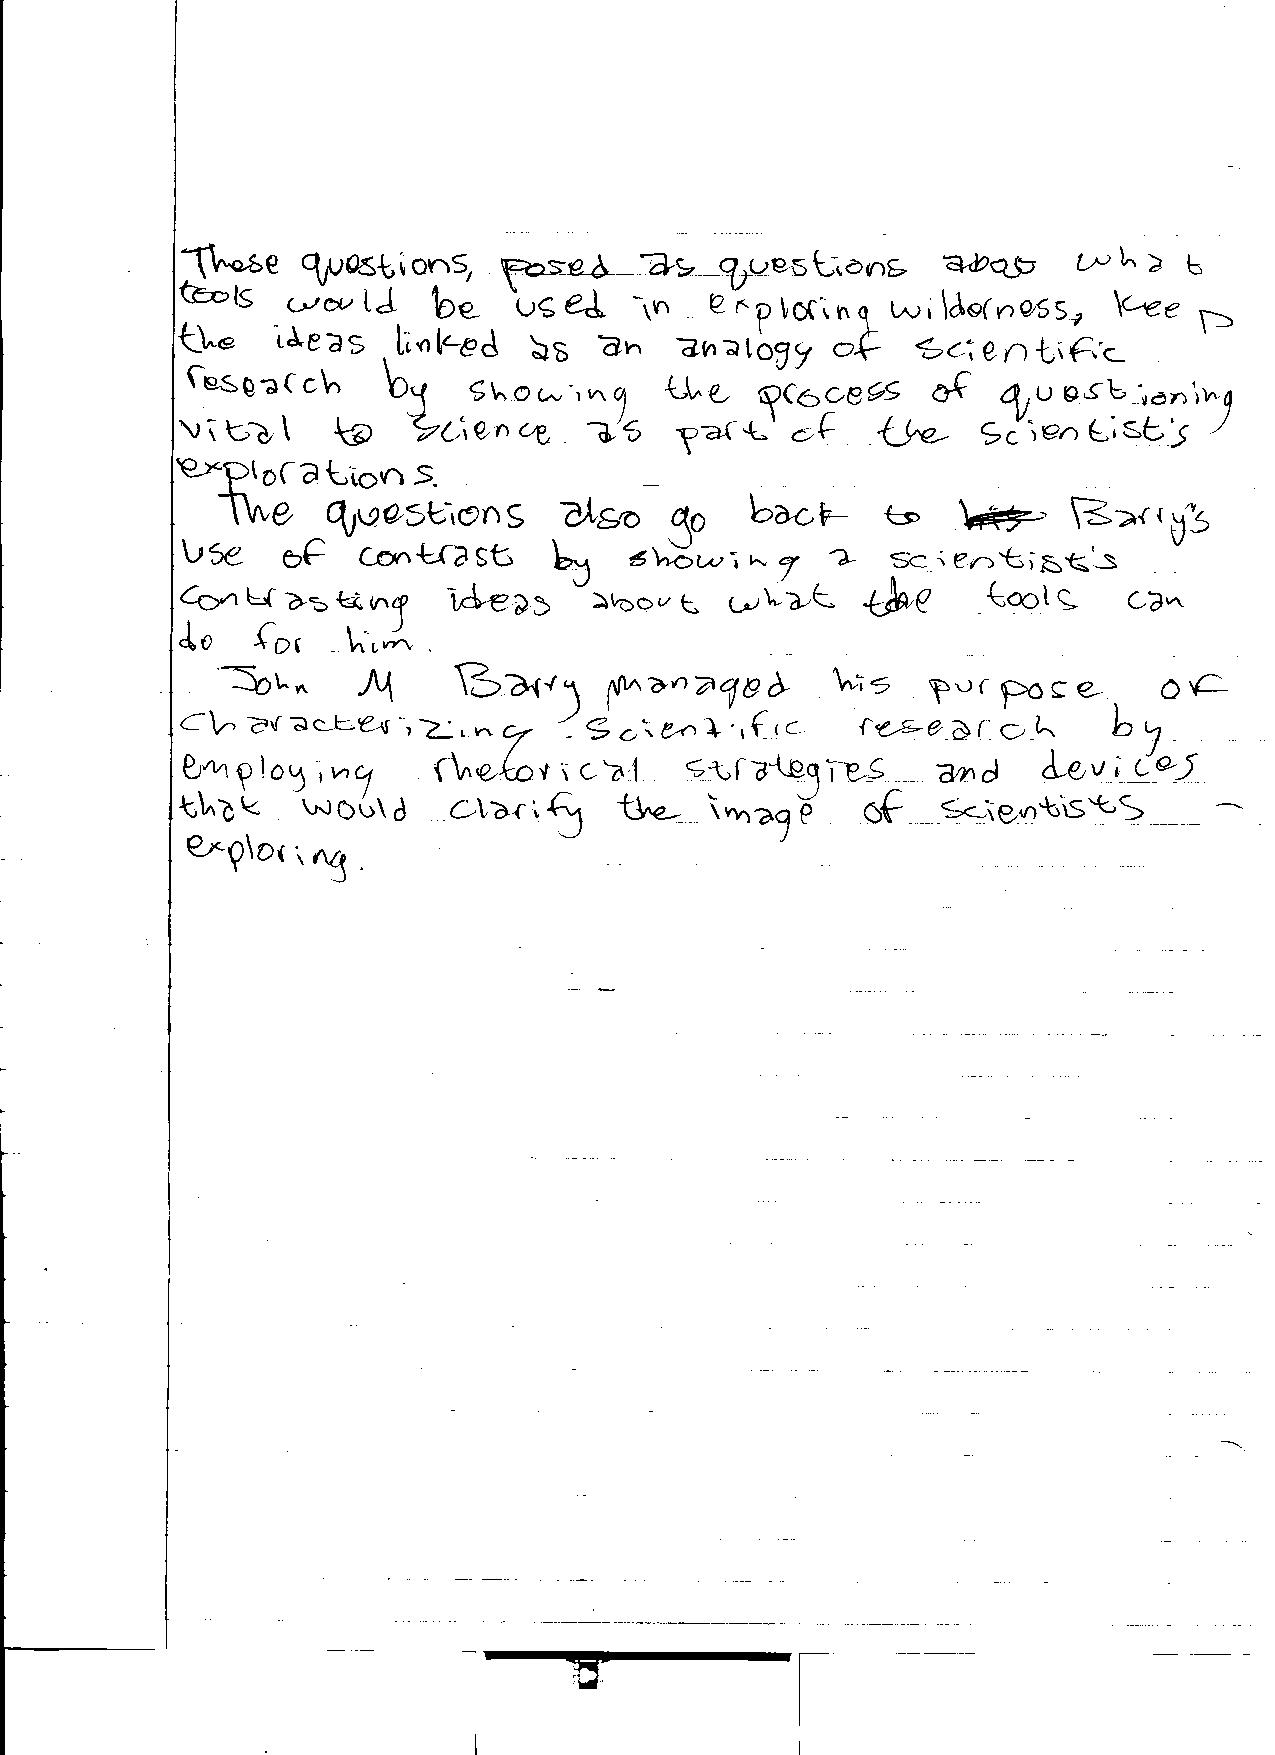 These questions, posed as questions abou what
tools would be used in exploring wilderness, keep
the ideas linked as an analogy of scientific
research by showing the process of questioning
vital to science as part of the scientist's
explorations.
The questions also go back to Barry's
use of contrast by showing a scientist's
contrasting ideas about what the tools can
do for him.
John M Barry managed his purpose of
characterizing scientific research by
employing rhetorical strategies and devices
that would clarify the image of scientists
exploring.